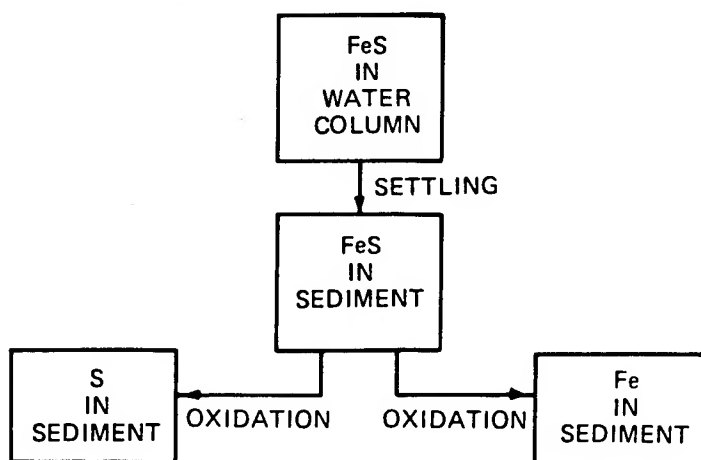 FeS
IN
WATER
COLUMN
SETTLING
FeS
IN
SEDIMENT
S
IN
SEDIMENT
OXIDATION
OXIDATION
Fe
IN
SEDIMENT